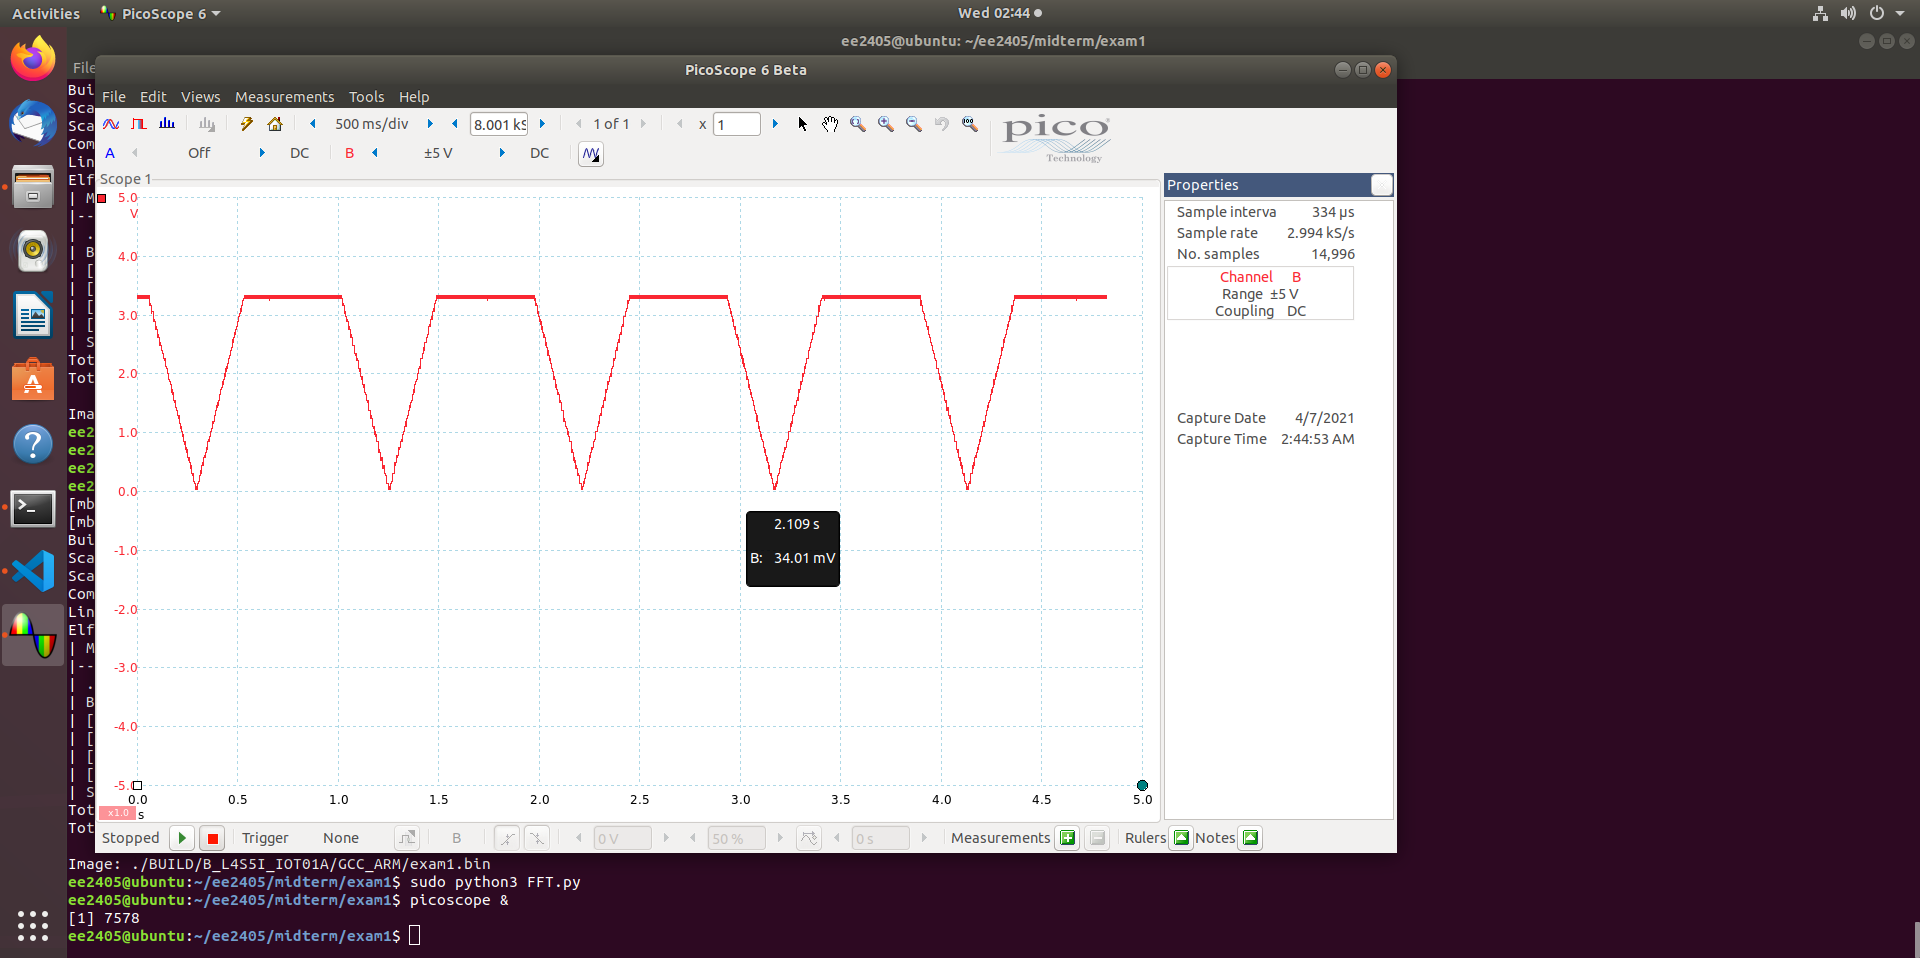 Activities PicoScope 6 Wed 02:44
ee2405@ubuntu: ~/ee2405/midterm/exam1
File
PicoScope 6 Beta
File Edit Views Measurements Tools Help
500 ms/div 8.001 kS 1 of 1 x 1
pico
Technology
A Off DC B ±5 V DC
Scope 1
Properties
Sample interva 334 µs
Sample rate 2.994 kS/s
No. samples 14,996
Channel B
Range ±5 V
Coupling DC
Capture Date 4/7/2021
Capture Time 2:44:53 AM
5.0
V
4.0
3.0
2.0
1.0
0.0
-1.0
-2.0
-3.0
-4.0
-5.0
2.109 s
B: 34.01 mV
0.0 0.5 1.0 1.5 2.0 2.5 3.0 3.5 4.0 4.5 5.0
x1.0 s
Stopped Trigger None B 0 V 50 % 0 s Measurements Rulers Notes
Bui
Sca
Sca
Com
Lin
Elf
| M
|--
| .
| B
| [
| [
| [
| [
| S
Tot
Tot
Ima
ee2
ee2
ee2
ee2
[mb
[mb
Bui
Sca
Sca
Com
Lin
Elf
| M
|--
| .
| B
| [
| [
| [
| [
| S
Tot
Tot
Image: ./BUILD/B_L4S5I_IOT01A/GCC_ARM/exam1.bin
ee2405@ubuntu:~/ee2405/midterm/exam1$ sudo python3 FFT.py
ee2405@ubuntu:~/ee2405/midterm/exam1$ picoscope &
[1] 7578
ee2405@ubuntu:~/ee2405/midterm/exam1$